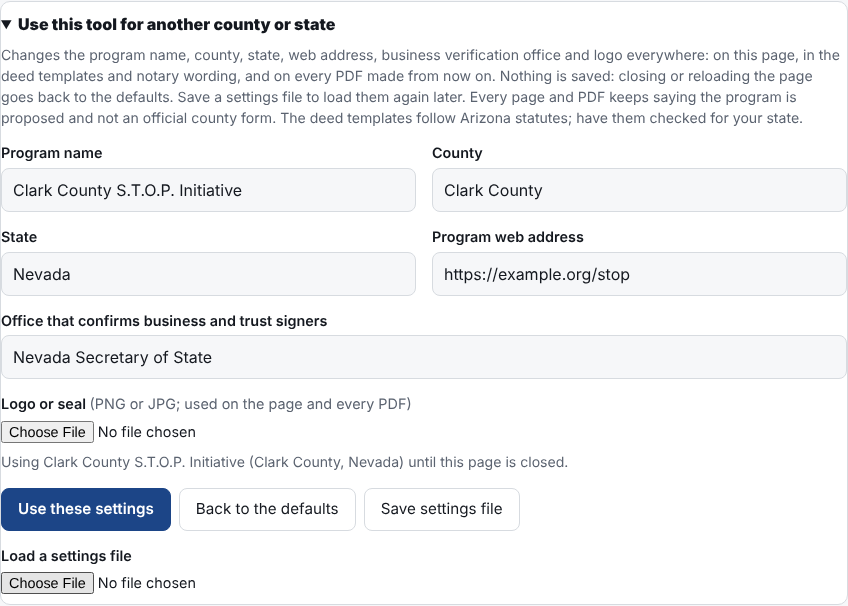 ▼ Use this tool for another county or state
Changes the program name, county, state, web address, business verification office and logo everywhere: on this page, in the
deed templates and notary wording, and on every PDF made from now on. Nothing is saved: closing or reloading the page
goes back to the defaults. Save a settings file to load them again later. Every page and PDF keeps saying the program is
proposed and not an official county form. The deed templates follow Arizona statutes; have them checked for your state.
Program name
County
Clark County S.T.O.P. Initiative
Clark County
State
Program web address
Nevada
https://example.org/stop
Office that confirms business and trust signers
Nevada Secretary of State
Logo or seal (PNG or JPG; used on the page and every PDF)
Choose File No file chosen
Using Clark County S.T.O.P. Initiative (Clark County, Nevada) until this page is closed.
Use these settings
Back to the defaults
Save settings file
Load a settings file
Choose File No file chosen